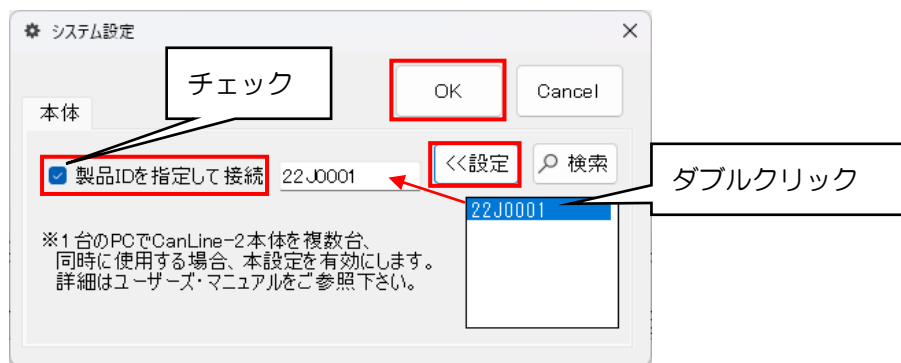 システム設定
チェック
OK
Cancel
本体
製品IDを指定して接続
22J0001
<<設定
検索
ダブルクリック
22J0001
※1台のPCでCanLine-2本体を複数台、
同時に使用する場合、本設定を有効にします。
詳細はユーザーズ・マニュアルをご参照下さい。